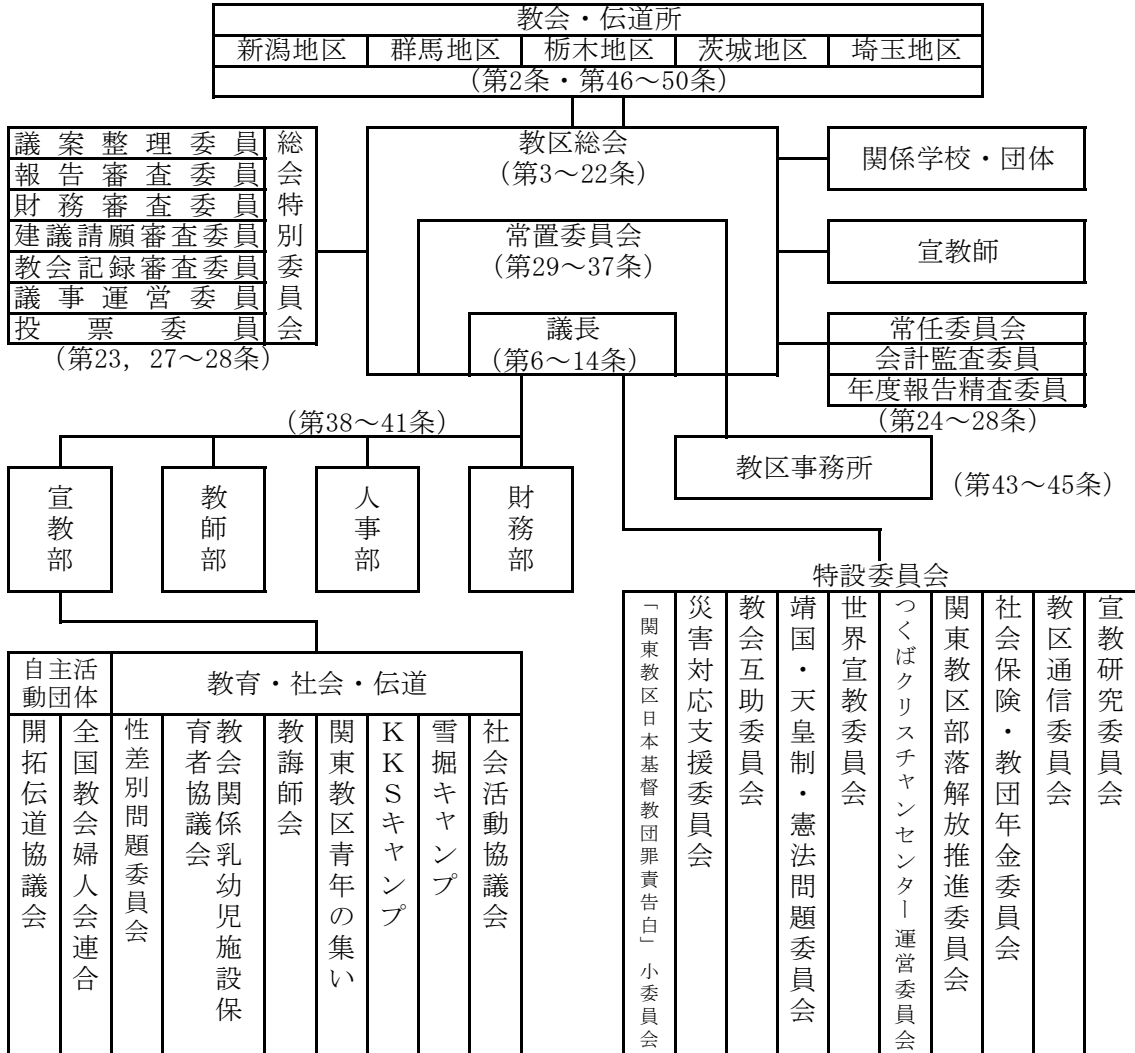 教会・伝道所
新潟地区 群馬地区 栃木地区 茨城地区 埼玉地区
(第2条・第46～50条)
議案整理委員
報告審査委員
財務審査委員
建議請願審査委員
教会記録審査委員
議事運営委員
投票委員
総会特別委員会
(第23, 27～28条)
教区総会
(第3～22条)
常置委員会
(第29～37条)
議長
(第6～14条)
関係学校・団体
宣教師
常任委員会
会計監査委員
年度報告精査委員
(第24～28条)
教区事務所
(第43～45条)
(第38～41条)
宣教部
教師部
人事部
財務部
自主活
動団体
教育・社会・伝道
開拓伝道協議会
全国教会婦人会連合
性差別問題委員会
教会関係乳幼児施設保
育者協議会
教誨師会
関東教区青年の集い
KKSキャンプ
雪掘キャンプ
社会活動協議会
特設委員会
「関東教区日本基督教団罪責告白」小委員会
災害対応支援委員会
教会互助委員会
靖国・天皇制・憲法問題委員会
世界宣教委員会
つくばクリスチャンセンター運営委員会
関東教区部落解放推進委員会
社会保険・教団年金委員会
教区通信委員会
宣教研究委員会